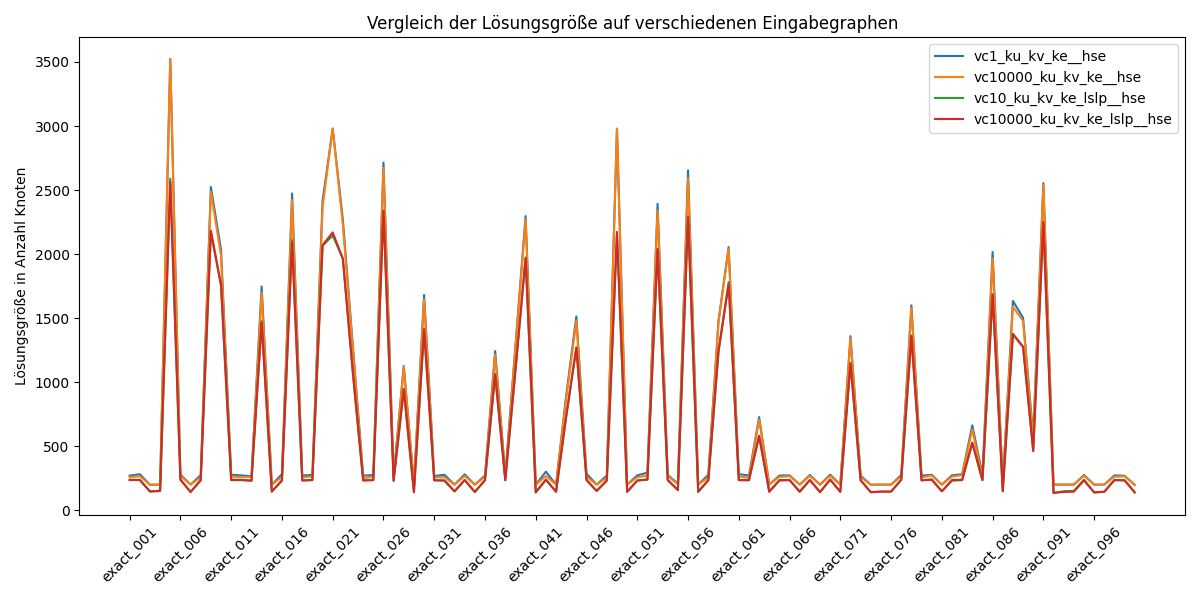 Vergleich der Lösungsgröße auf verschiedenen Eingabegraphen
Lösungsgröße in Anzahl Knoten
3500
3000
2500
2000
1500
1000
500
0
vc1_ku_kv_ke__hse
vc10000_ku_kv_ke__hse
vc10_ku_kv_ke_lslp__hse
vc10000_ku_kv_ke_lslp__hse
exact_001
exact_006
exact_011
exact_016
exact_021
exact_026
exact_031
exact_036
exact_041
exact_046
exact_051
exact_056
exact_061
exact_066
exact_071
exact_076
exact_081
exact_086
exact_091
exact_096